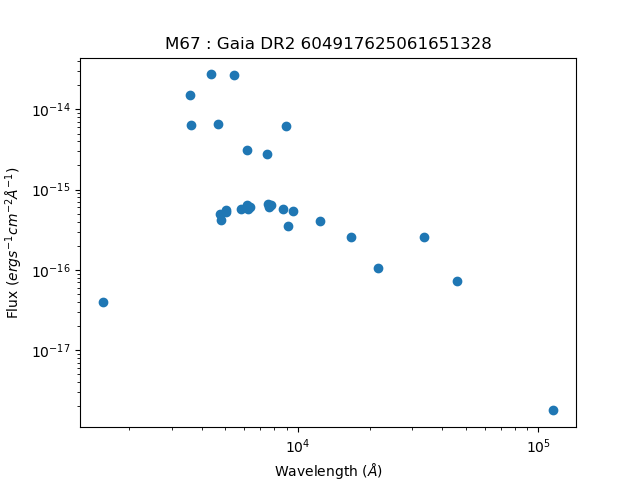 M67 : Gaia DR2 604917625061651328
Flux (ergs⁻¹cm⁻²Å⁻¹)
10⁻¹⁴
10⁻¹⁵
10⁻¹⁶
10⁻¹⁷
10⁴ 10⁵
Wavelength (Å)